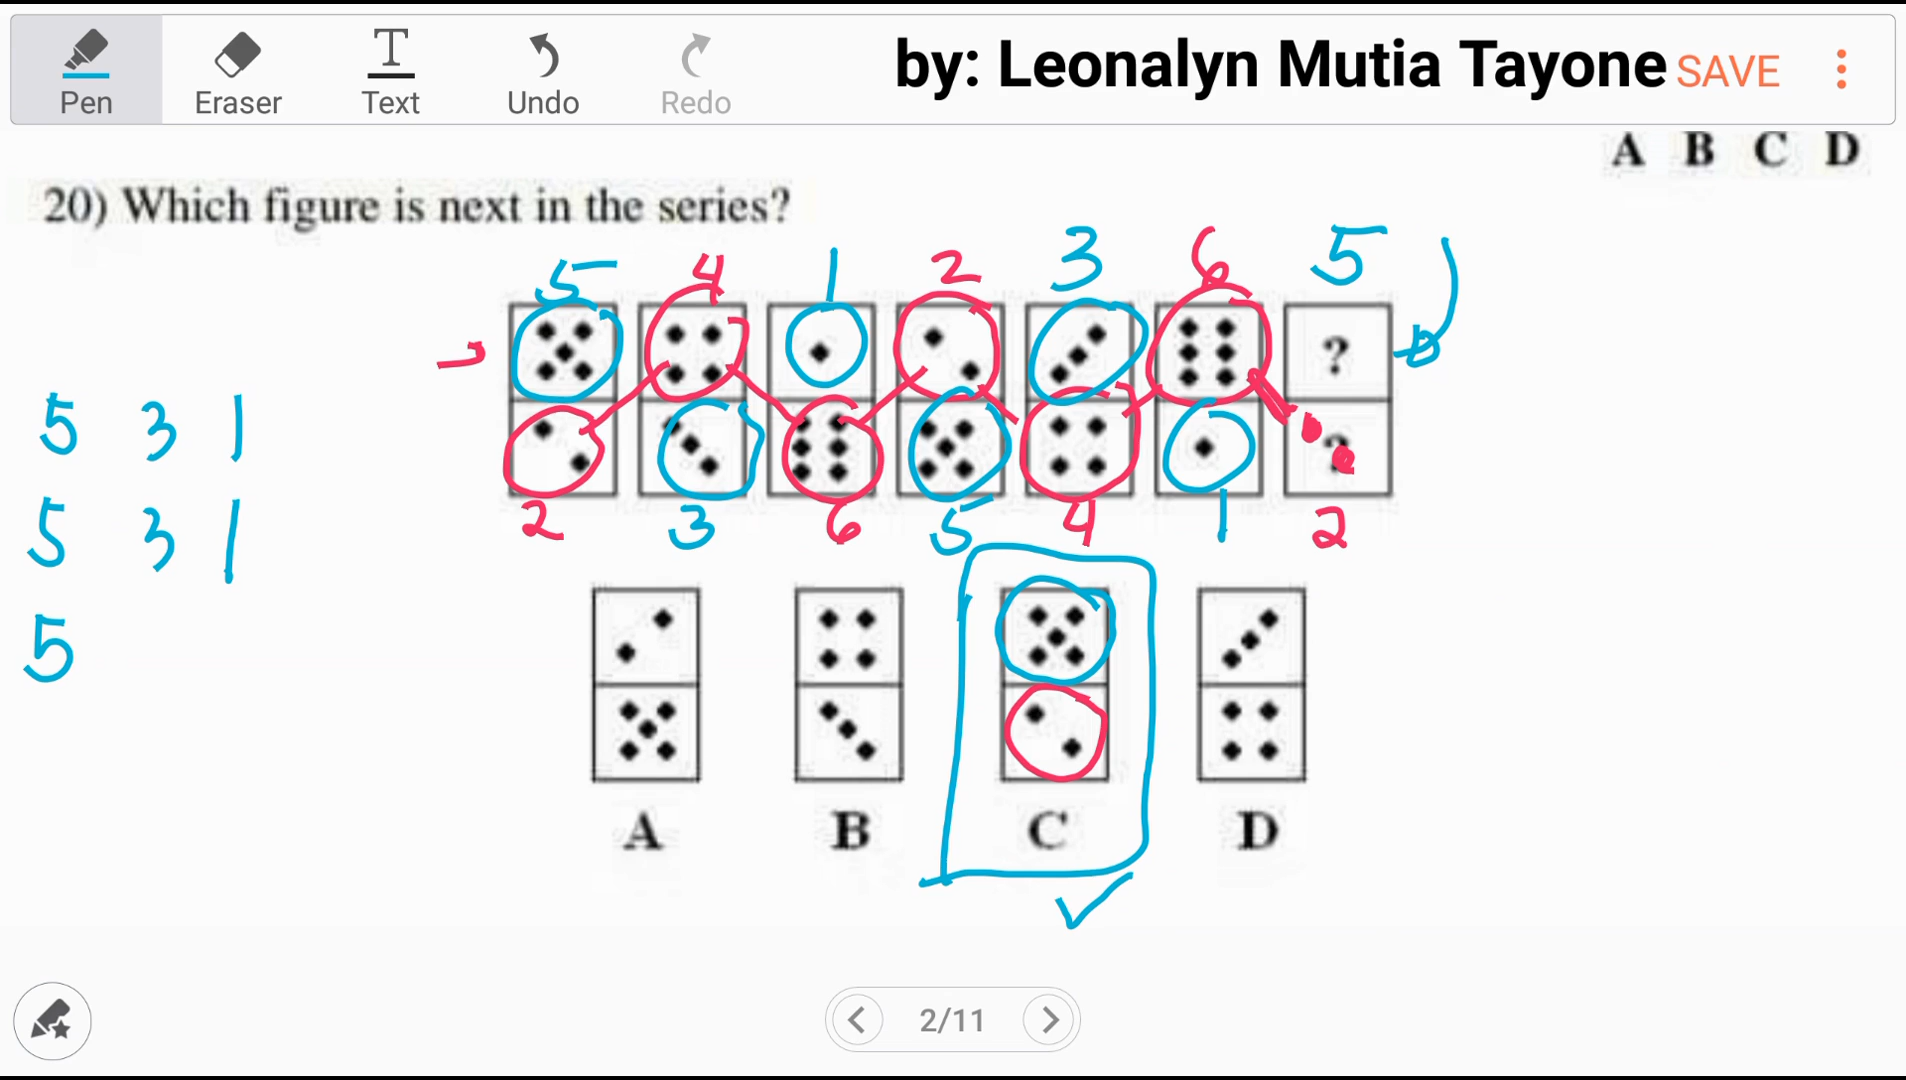 by: Leonalyn Mutia Tayone
SAVE
Pen Eraser Text Undo Redo
A B C D
20) Which figure is next in the series?
5 4 1 2 3 6 5
?
?
2 3 6 5 4 1 2
5 3 1
5 3 1
5
A B C D
2/11